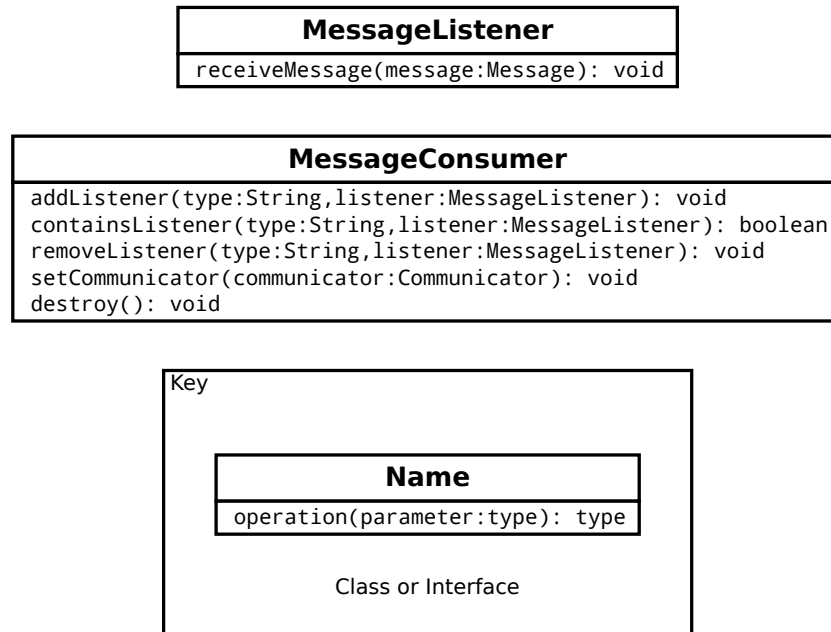 MessageListener
receiveMessage(message:Message): void
MessageConsumer
addListener(type:String,listener:MessageListener): void
containsListener(type:String,listener:MessageListener): boolean
removeListener(type:String,listener:MessageListener): void
setCommunicator(communicator:Communicator): void
destroy(): void
Key
Name
operation(parameter:type): type
Class or Interface